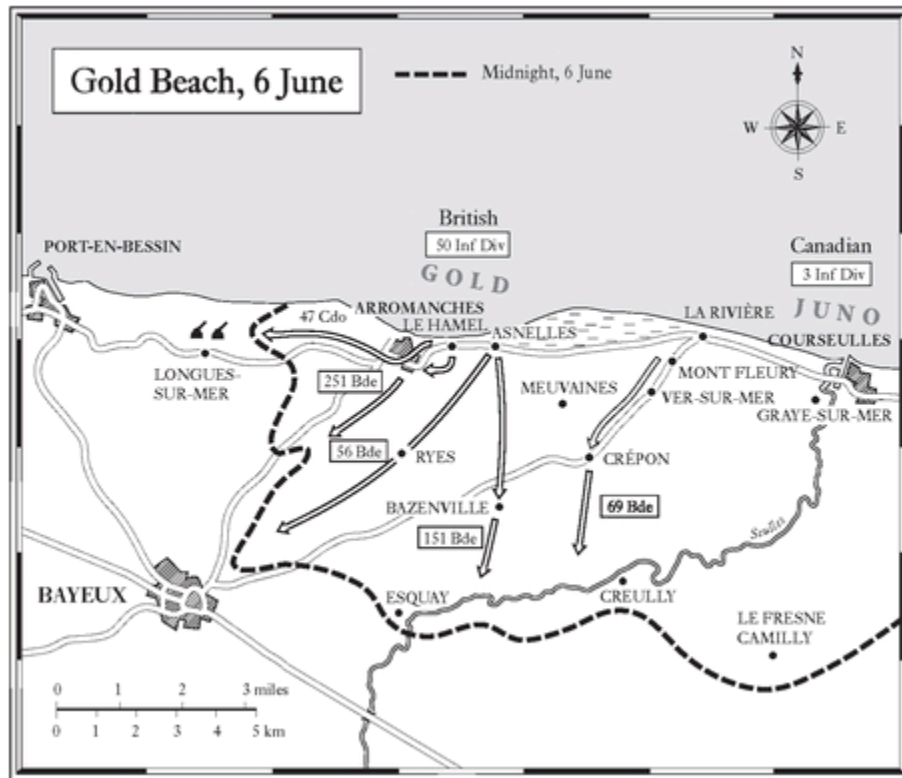 Gold Beach, 6 June
Midnight, 6 June
N
W
E
S
British
50 Inf Div
GOLD
Canadian
3 Inf Div
JUNO
PORT-EN-BESSIN
47 Cdo
ARROMANCHES
LE HAMEL
ASNELLES
LA RIVIÈRE
COURSEULLES
LONGUES-
SUR-MER
251 Bde
MEUVAINES
MONT FLEURY
VER-SUR-MER
GRAYE-SUR-MER
56 Bde
RYES
CRÉPON
BAZENVILLE
69 Bde
151 Bde
Seulles
BAYEUX
ESQUAY
CREULLY
LE FRESNE
CAMILLY
0 1 2 3 miles
0 1 2 3 4 5 km